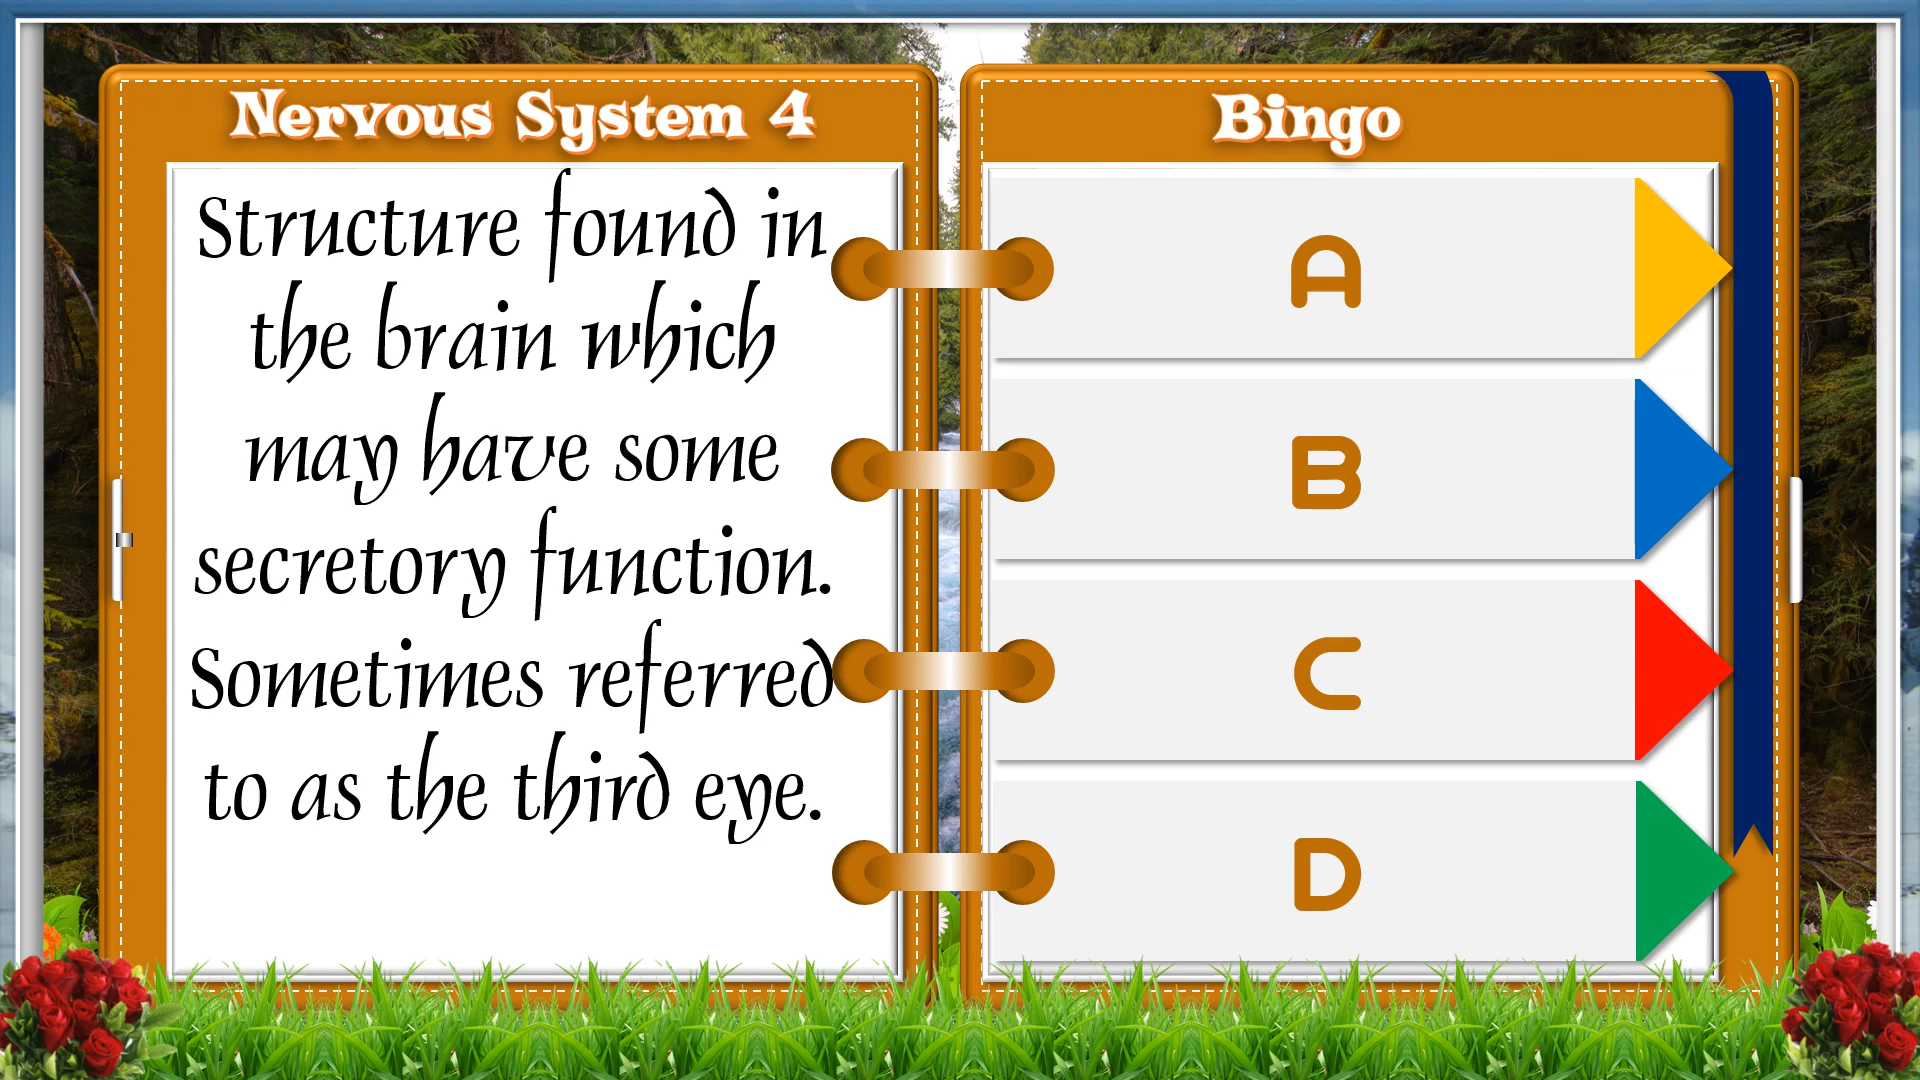 Nervous System 4
Structure found in
the brain which
may have some
secretory function.
Sometimes referred
to as the third eye.
Bingo
A
B
C
D